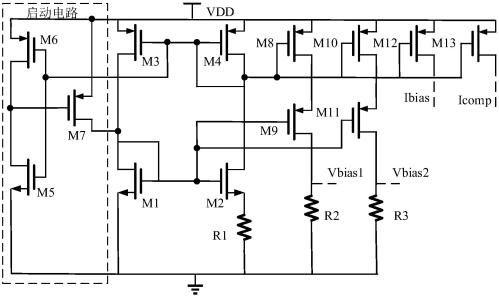 启动电路
VDD
M6
M3
M4
M8
M10
M12
M13
M7
Ibias
Icomp
M9
M11
M5
M1
M2
Vbias1
Vbias2
R1
R2
R3